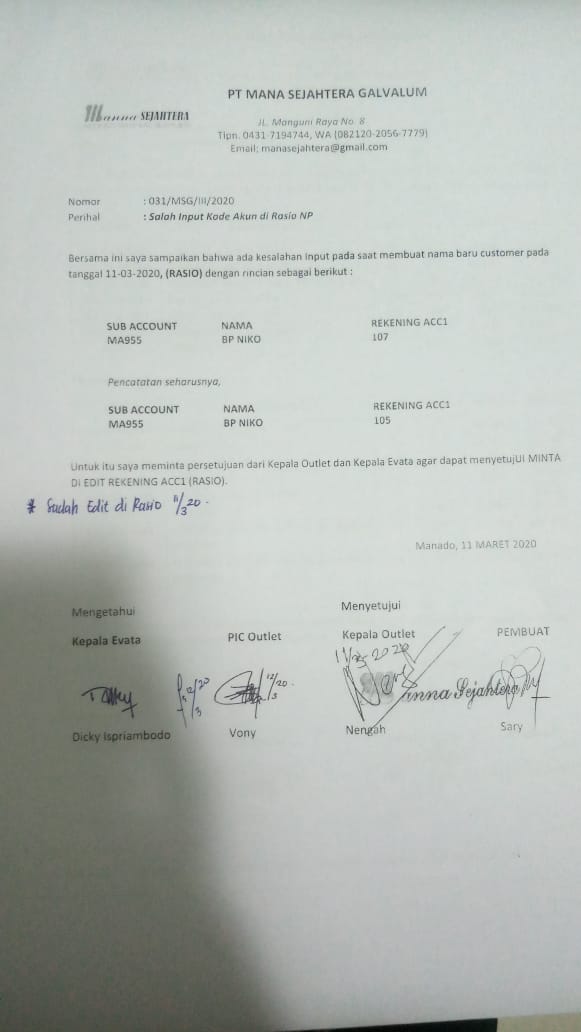 PT MANA SEJAHTERA GALVALUM
Manna SEJAHTERA
JL. Manguni Raya No. 8
Tlpn. 0431-7194744, WA (082120-2056-7779)
Email; manasejahtera@gmail.com
Nomor : 031/MSG/III/2020
Perihal : Salah Input Kode Akun di Rasio NP
Bersama ini saya sampaikan bahwa ada kesalahan input pada saat membuat nama baru customer pada
tanggal 11-03-2020, (RASIO) dengan rincian sebagai berikut :
SUB ACCOUNT NAMA REKENING ACC1
MA955 BP NIKO 107
Pencatatan seharusnya,
SUB ACCOUNT NAMA REKENING ACC1
MA955 BP NIKO 105
Untuk itu saya meminta persetujuan dari Kepala Outlet dan Kepala Evata agar dapat menyetujUI MINTA
DI EDIT REKENING ACC1 (RASIO).
* Sudah Edit di Rasio 11/3 20.
Manado, 11 MARET 2020
Mengetahui Menyetujui
Kepala Evata PIC Outlet Kepala Outlet PEMBUAT
12/20 3 12/20. 3 2020
nna Sejahtera
Dicky Ispriambodo Vony Nengah Sary